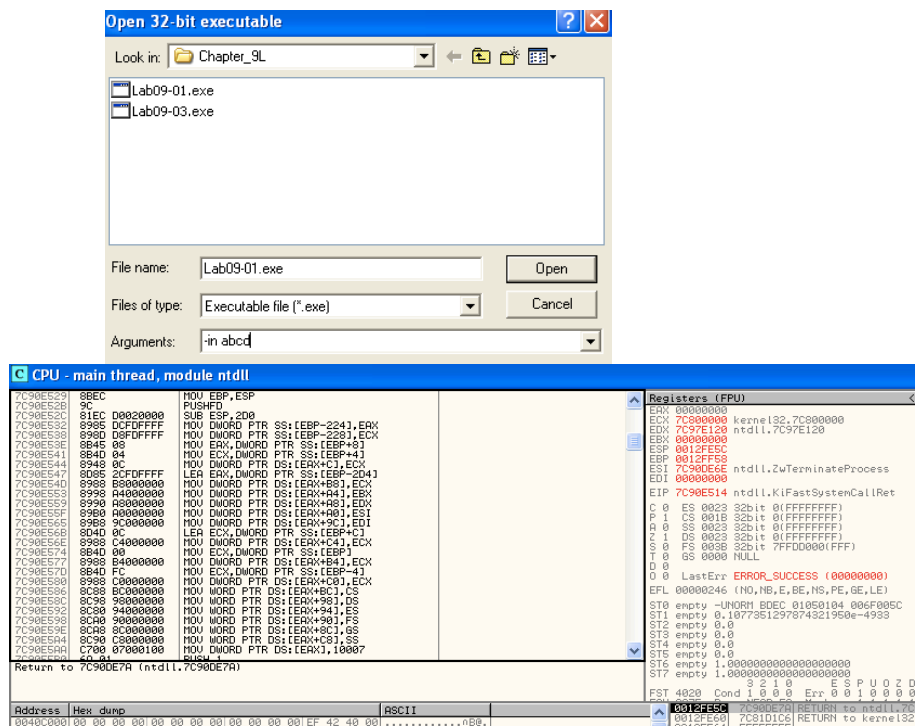 Open 32-bit executable
Look in: Chapter_9L
Lab09-01.exe
Lab09-03.exe
File name: Lab09-01.exe Open
Files of type: Executable file (*.exe) Cancel
Arguments: -in abcd
C CPU - main thread, module ntdll
7C90E529 8BEC MOV EBP,ESP
7C90E52B 9C PUSHFD
7C90E52C 81EC D0020000 SUB ESP,2D0
7C90E532 8985 DCFDFFFF MOV DWORD PTR SS:[EBP-224],EAX
7C90E538 898D D8FDFFFF MOV DWORD PTR SS:[EBP-228],ECX
7C90E53E 8B45 08 MOV EAX,DWORD PTR SS:[EBP+8]
7C90E541 8B4D 04 MOV ECX,DWORD PTR SS:[EBP+4]
7C90E544 8948 0C MOV DWORD PTR DS:[EAX+C],ECX
7C90E547 8D85 2CFDFFFF LEA EAX,DWORD PTR SS:[EBP-2D4]
7C90E54D 8988 B8000000 MOV DWORD PTR DS:[EAX+B8],ECX
7C90E553 8998 A4000000 MOV DWORD PTR DS:[EAX+A4],EBX
7C90E559 8990 A8000000 MOV DWORD PTR DS:[EAX+A8],EDX
7C90E55F 89B0 A0000000 MOV DWORD PTR DS:[EAX+A0],ESI
7C90E565 89B8 9C000000 MOV DWORD PTR DS:[EAX+9C],EDI
7C90E56B 8D4D 0C LEA ECX,DWORD PTR SS:[EBP+C]
7C90E56E 8988 C4000000 MOV DWORD PTR DS:[EAX+C4],ECX
7C90E574 8B4D 00 MOV ECX,DWORD PTR SS:[EBP]
7C90E577 8988 B4000000 MOV DWORD PTR DS:[EAX+B4],ECX
7C90E57D 8B4D FC MOV ECX,DWORD PTR SS:[EBP-4]
7C90E580 8988 C0000000 MOV DWORD PTR DS:[EAX+C0],ECX
7C90E586 8C88 BC000000 MOV WORD PTR DS:[EAX+BC],CS
7C90E58C 8C98 98000000 MOV WORD PTR DS:[EAX+98],DS
7C90E592 8C80 94000000 MOV WORD PTR DS:[EAX+94],ES
7C90E598 8CA0 90000000 MOV WORD PTR DS:[EAX+90],FS
7C90E59E 8CA8 8C000000 MOV WORD PTR DS:[EAX+8C],GS
7C90E5A4 8C90 C8000000 MOV WORD PTR DS:[EAX+C8],SS
7C90E5AA C700 07000100 MOV DWORD PTR DS:[EAX],10007
Return to 7C90DE7A (ntdll.7C90DE7A)
Registers (FPU)
EAX 00000000
ECX 7C800000 kernel32.7C800000
EDX 7C97E120 ntdll.7C97E120
EBX 00000000
ESP 0012FE5C
EBP 0012FF58
ESI 7C90DE6E ntdll.ZwTerminateProcess
EDI 00000000
EIP 7C90E514 ntdll.KiFastSystemCallRet
C 0 ES 0023 32bit 0(FFFFFFFF)
P 1 CS 001B 32bit 0(FFFFFFFF)
A 0 SS 0023 32bit 0(FFFFFFFF)
Z 1 DS 0023 32bit 0(FFFFFFFF)
S 0 FS 003B 32bit 7FFDD000(FFF)
T 0 GS 0000 NULL
D 0
O 0 LastErr ERROR_SUCCESS (00000000)
EFL 00000246 (NO,NB,E,BE,NS,PE,GE,LE)
ST0 empty -UNORM BDEC 01050104 006F005C
ST1 empty 0.1077351297874321950e-4933
ST2 empty 0.0
ST3 empty 0.0
ST4 empty 0.0
ST5 empty 0.0
ST6 empty 1.0000000000000000000
ST7 empty 1.0000000000000000000
3 2 1 0 E S P U O Z D
FST 4020 Cond 1 0 0 0 Err 0 0 1 0 0 0 0
Address Hex dump ASCII
0040C000 00 00 00 00 00 00 00 00 00 00 00 00 EF 42 40 00 ............nB@.
0012FE5C 7C90DE7A RETURN to ntdll.7C
0012FE60 7C81D1C6 RETURN to kernel32